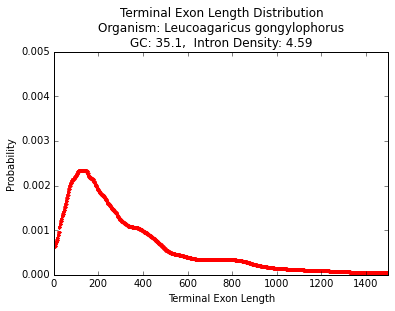 Terminal Exon Length Distribution
Organism: Leucoagaricus gongylophorus
GC: 35.1,  Intron Density: 4.59
0.005
0.004
0.003
0.002
0.001
0.000
Probability
0 200 400 600 800 1000 1200 1400
Terminal Exon Length